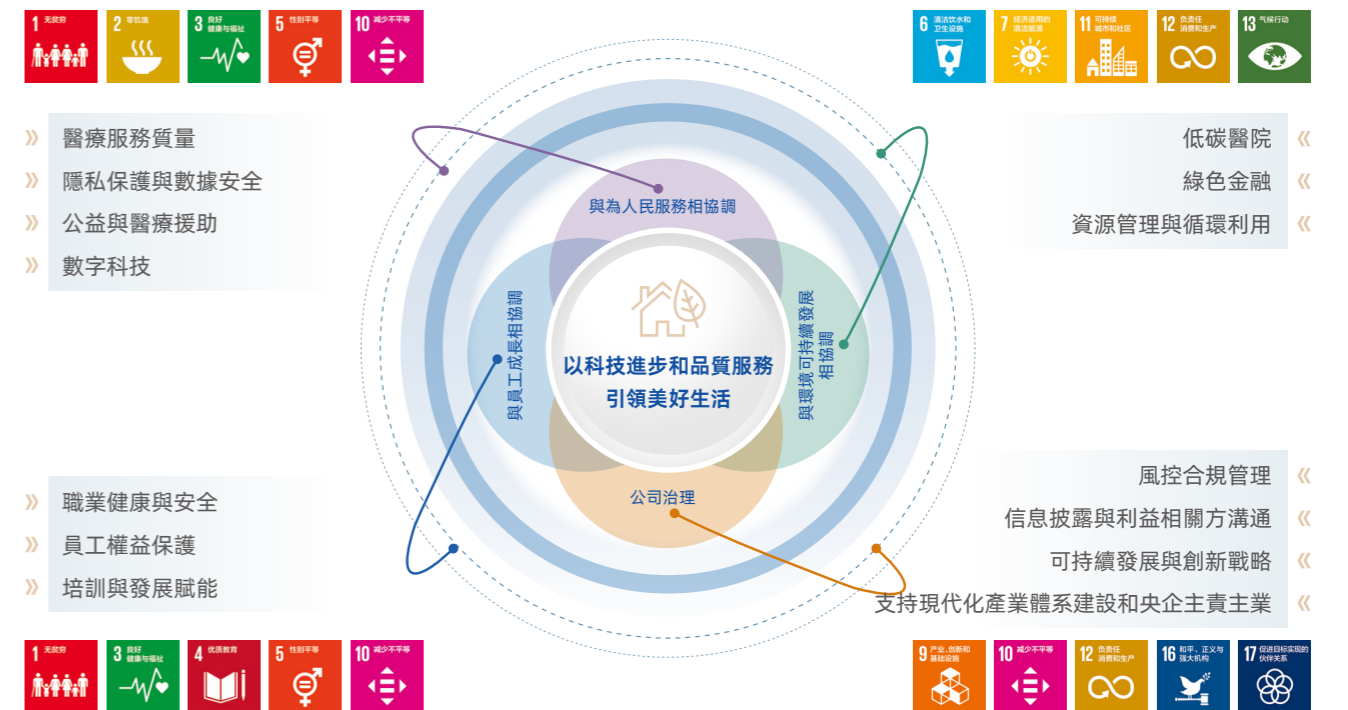 1 无贫穷
2 零饥饿
3 良好
健康与福祉
5 性别平等
10 减少不平等
6 清洁饮水和
卫生设施
7 经济适用的
清洁能源
11 可持续
城市和社区
12 负责任
消费和生产
13 气候行动
醫療服務質量
隱私保護與數據安全
公益與醫療援助
數字科技
低碳醫院
綠色金融
資源管理與循環利用
與為人民服務相協調
與員工成長相協調
與環境可持續發展
相協調
以科技進步和品質服務
引領美好生活
公司治理
職業健康與安全
員工權益保護
培訓與發展賦能
風控合規管理
信息披露與利益相關方溝通
可持續發展與創新戰略
支持現代化產業體系建設和央企主責主業
1 无贫穷
3 良好
健康与福祉
4 优质教育
5 性别平等
10 减少不平等
9 产业、创新和
基础设施
10 减少不平等
12 负责任
消费和生产
16 和平、正义与
强大机构
17 促进目标实现的
伙伴关系